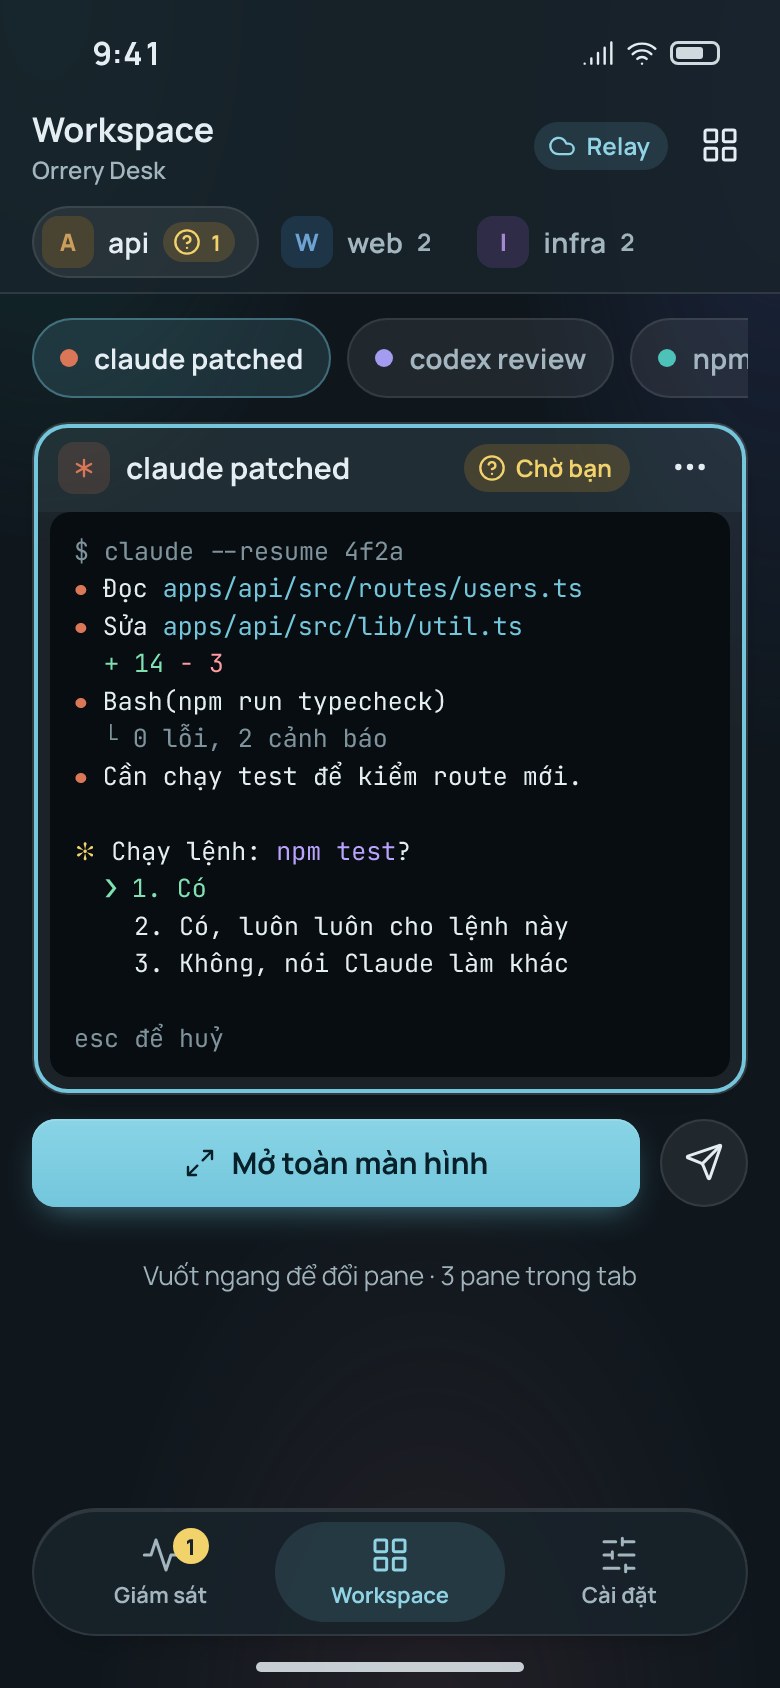 9:41
Workspace
Orrery Desk
Relay
A api 1
W web 2
I infra 2
claude patched
codex review
npm
claude patched
Chờ bạn
$ claude --resume 4f2a
Đọc apps/api/src/routes/users.ts
Sửa apps/api/src/lib/util.ts
+ 14 - 3
Bash(npm run typecheck)
└ 0 lỗi, 2 cảnh báo
Cần chạy test để kiểm route mới.
✻ Chạy lệnh: npm test?
❯ 1. Có
2. Có, luôn luôn cho lệnh này
3. Không, nói Claude làm khác
esc để huỷ
Mở toàn màn hình
Vuốt ngang để đổi pane · 3 pane trong tab
1
Giám sát
Workspace
Cài đặt